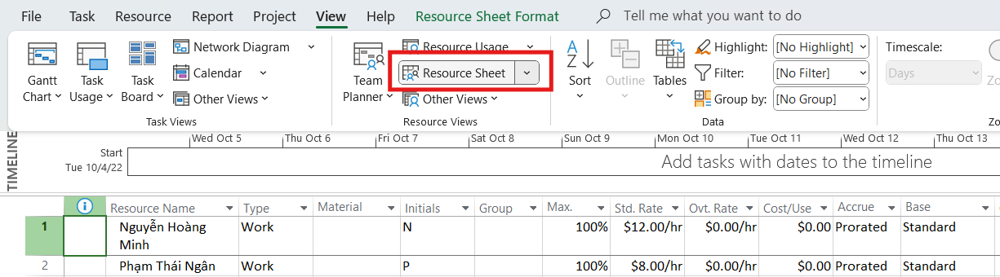 File Task Resource Report Project View Help Resource Sheet Format Tell me what you want to do
Network Diagram Resource Usage Highlight: [No Highlight] Timescale:
Gantt Chart Task Usage Task Board Calendar Team Planner Resource Sheet Sort Outline Tables Filter: [No Filter] Days
Other Views Other Views Group by: [No Group]
Task Views Resource Views Data Zo
Wed Oct 5 Thu Oct 6 Fri Oct 7 Sat Oct 8 Sun Oct 9 Mon Oct 10 Tue Oct 11 Wed Oct 12 Thu Oct 13
TIMELINE
Start
Tue 10/4/22
Add tasks with dates to the timeline
Resource Name Type Material Initials Group Max. Std. Rate Ovt. Rate Cost/Use Accrue Base
1 Nguyễn Hoàng Minh Work N 100% $12.00/hr $0.00/hr $0.00 Prorated Standard
2 Phạm Thái Ngân Work P 100% $8.00/hr $0.00/hr $0.00 Prorated Standard